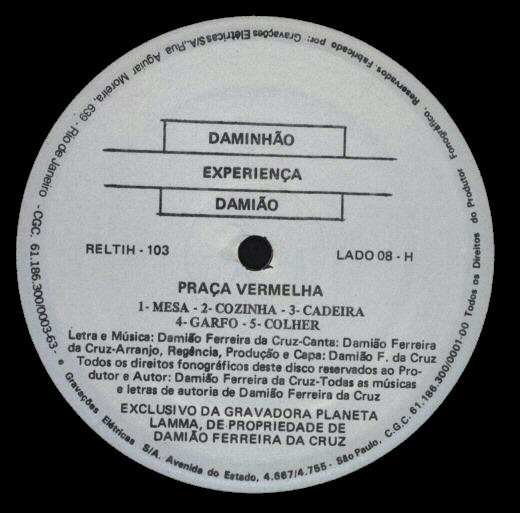 DAMINHÃO
EXPERIENÇA
DAMIÃO
RELTIH - 103
LADO 08 - H
PRAÇA VERMELHA
1- MESA - 2- COZINHA - 3- CADEIRA
4- GARFO - 5- COLHER
Letra e Música: Damião Ferreira da Cruz-Canta: Damião Ferreira
da Cruz-Arranjo, Regência, Produção e Capa: Damião F. da Cruz
Todos os direitos fonográficos deste disco reservados ao Pro-
dutor e Autor: Damião Ferreira da Cruz-Todas as músicas
e letras de autoria de Damião Ferreira da Cruz
EXCLUSIVO DA GRAVADORA PLANETA
LAMMA, DE PROPRIEDADE DE
DAMIÃO FERREIRA DA CRUZ
Todos os Direitos do Produtor Fonográfico. Reservados Fabricado por: Gravações Elétricas S/A., Rua Aguiar Moreira, 639 - Rio de Janeiro - CGC. 61.186.300/0003-63 - e Gravações Elétricas S/A. Avenida do Estado, 4.667/4.755 - São Paulo. C.G.C. 61.186.300/0001-00